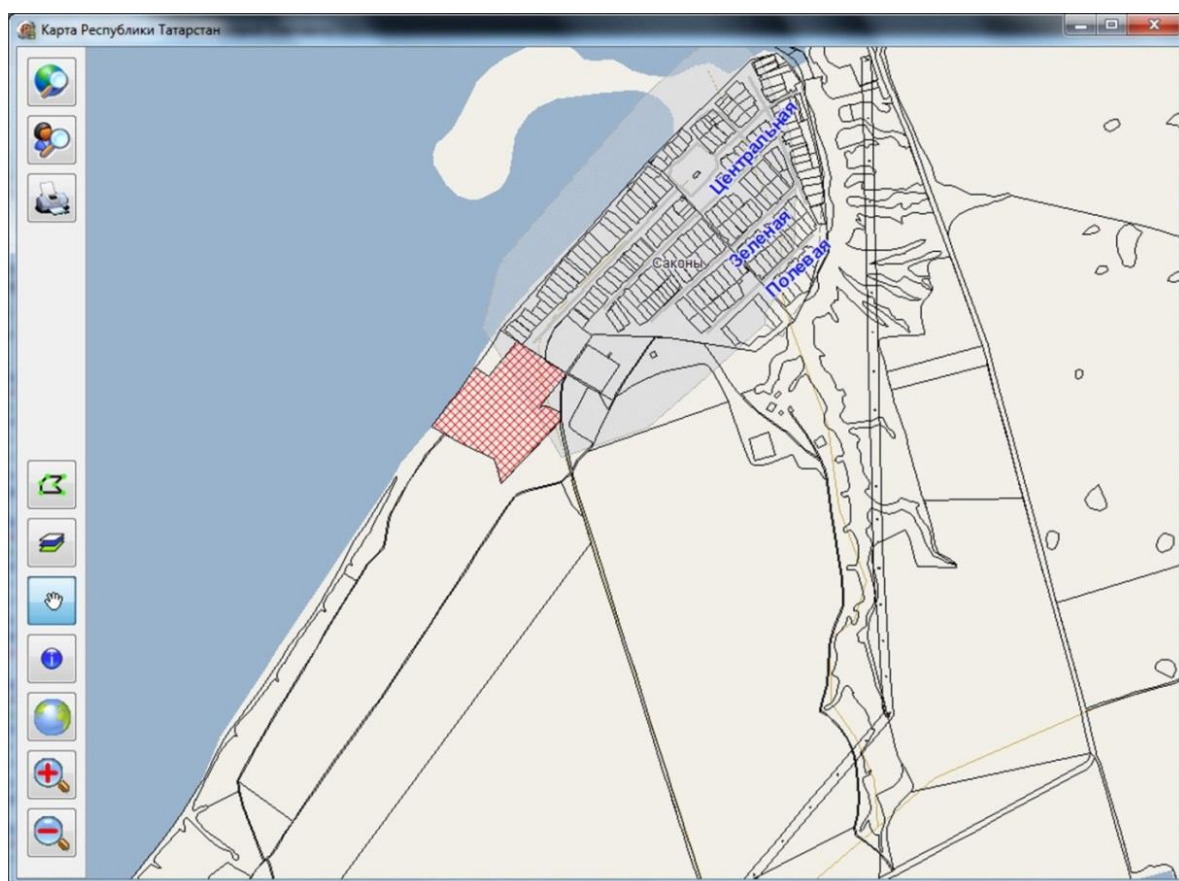 Карта Республики Татарстан
Центральная
Зеленая
Саконы
Полевая